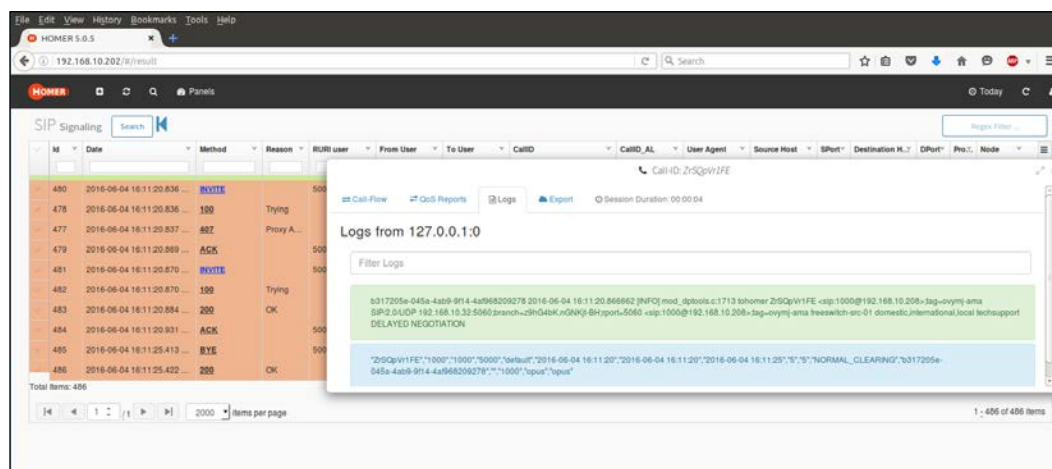 File Edit View History Bookmarks Tools Help
HOMER 5.0.5
192.168.10.202/#/result
Search
HOMER Panels Today
SIP Signaling Search Regex Filter ...
Id Date Method Reason RURI user From User To User CallID CallID_AL User Agent Source Host SPort Destination H... DPort Pro... Node
Call-ID: ZrSQpVr1FE
480 2016-06-04 16:11:20.836 ... INVITE 500
478 2016-06-04 16:11:20.836 ... 100 Trying
477 2016-06-04 16:11:20.837 ... 407 Proxy A...
479 2016-06-04 16:11:20.869 ... ACK 500
481 2016-06-04 16:11:20.870 ... INVITE 500
482 2016-06-04 16:11:20.870 ... 100 Trying
483 2016-06-04 16:11:20.884 ... 200 OK
484 2016-06-04 16:11:20.931 ... ACK 500
485 2016-06-04 16:11:25.413 ... BYE 500
486 2016-06-04 16:11:25.422 ... 200 OK
Call-Flow QoS Reports Logs Export Session Duration: 00:00:04
Logs from 127.0.0.1:0
Filter Logs
b317205e-045a-4ab9-9f14-4af968209278 2016-06-04 16:11:20.866662 [INFO] mod_dptools.c:1713 tohomer ZrSQpVr1FE <sip:1000@192.168.10.208>;tag=ovymj-ama
SIP/2.0/UDP 192.168.10.32:5060;branch=z9hG4bK.nGNKjt-BH;rport=5060 <sip:1000@192.168.10.208>;tag=ovymj-ama freeswitch-src-01 domestic,international,local techsupport
DELAYED NEGOTIATION
"ZrSQpVr1FE","1000","1000","5000","default","2016-06-04 16:11:20","2016-06-04 16:11:20","2016-06-04 16:11:25","5","5","NORMAL_CLEARING","b317205e-
045a-4ab9-9f14-4af968209278","","1000","opus","opus"
Total Items: 486
1 / 1 2000 items per page 1 - 486 of 486 items